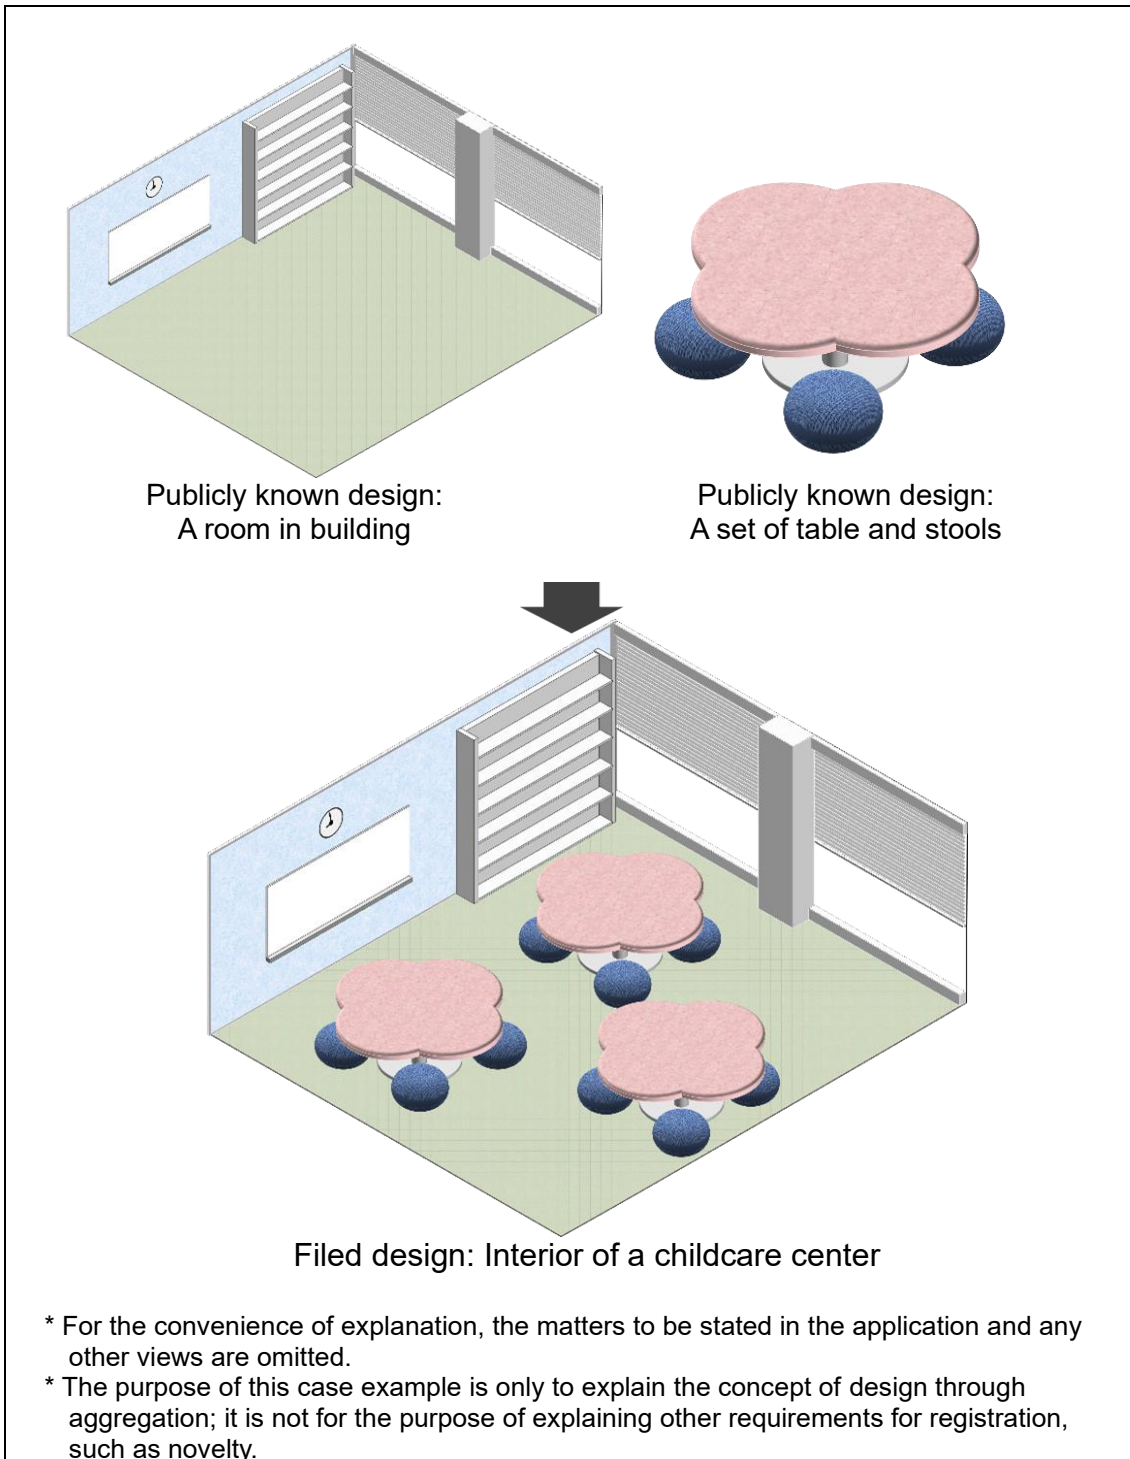 Publicly known design:
A room in building
Publicly known design:
A set of table and stools
Filed design: Interior of a childcare center
* For the convenience of explanation, the matters to be stated in the application and any
other views are omitted.
* The purpose of this case example is only to explain the concept of design through
aggregation; it is not for the purpose of explaining other requirements for registration,
such as novelty.